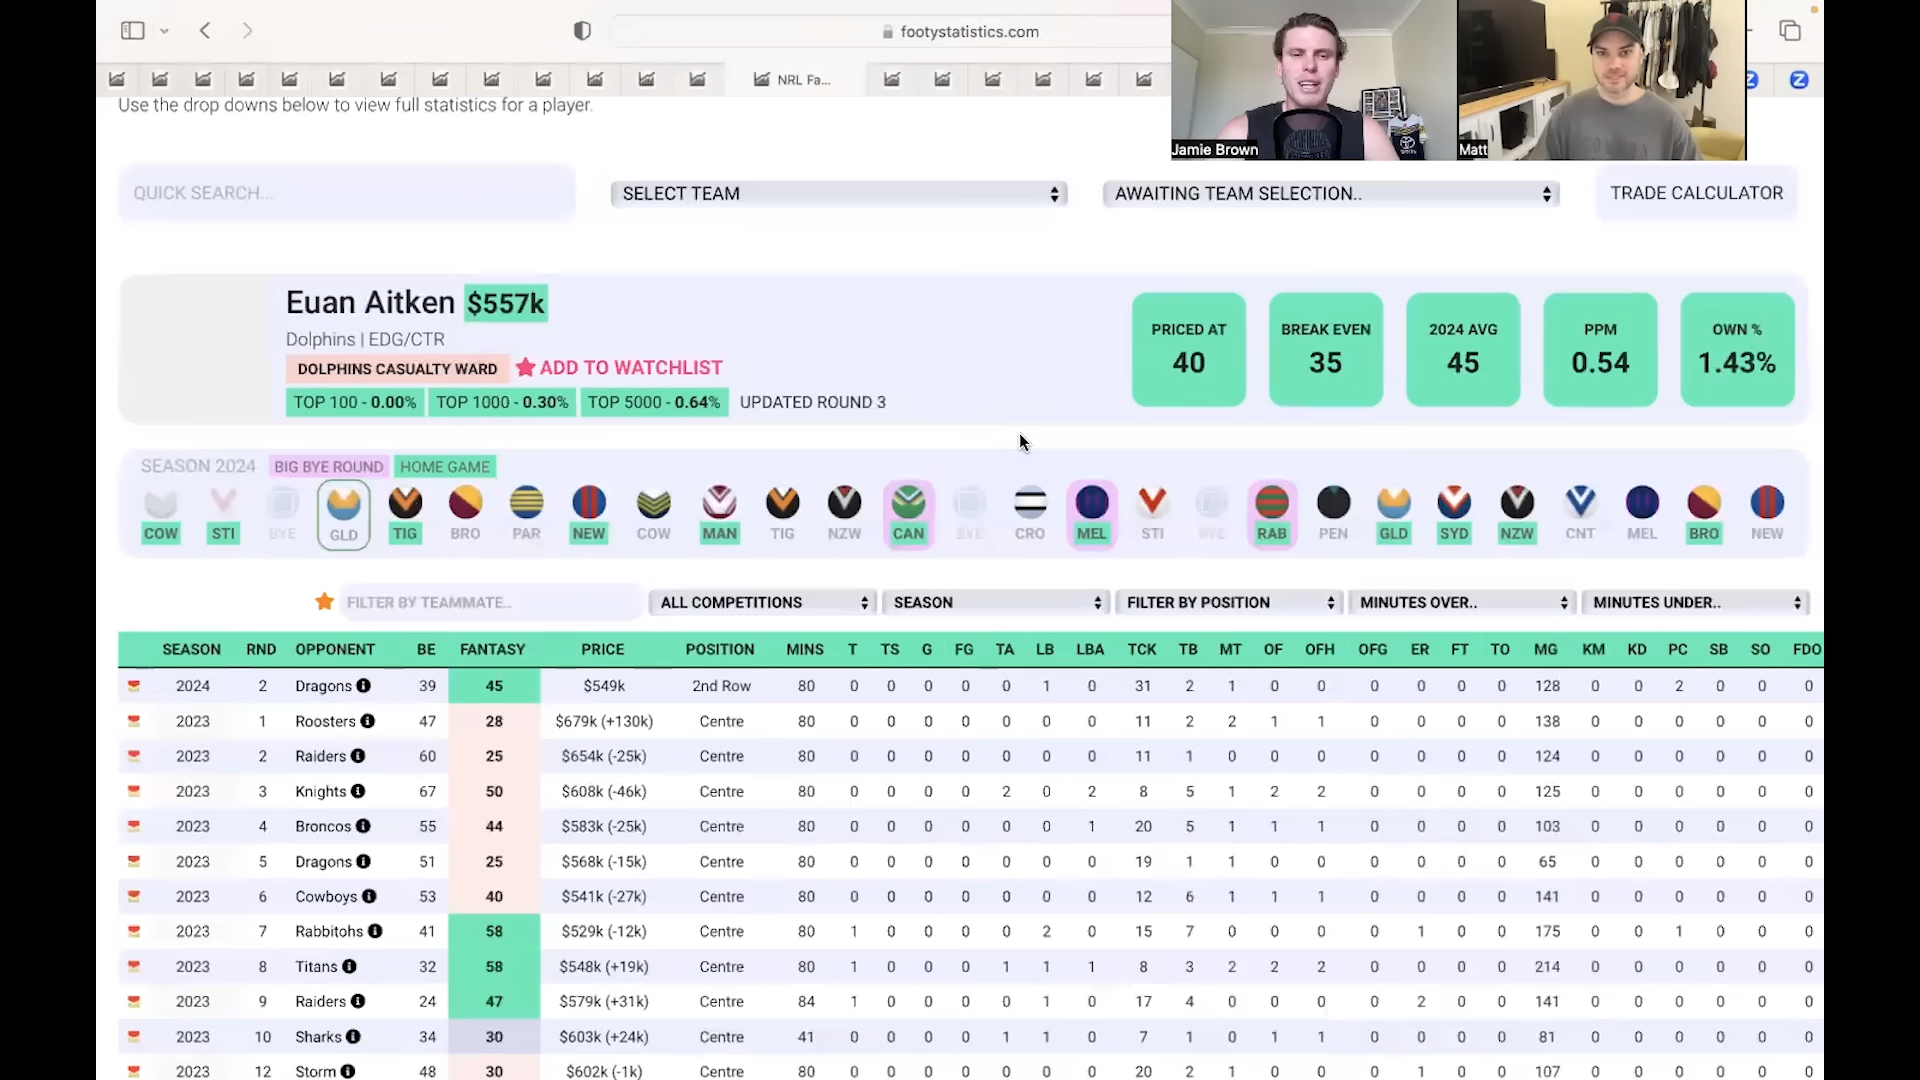 footystatistics.com
NRL Fa...
Jamie Brown
Matt
Use the drop downs below to view full statistics for a player.
QUICK SEARCH...
SELECT TEAM
AWAITING TEAM SELECTION..
TRADE CALCULATOR
Euan Aitken $557k
Dolphins | EDG/CTR
DOLPHINS CASUALTY WARD ADD TO WATCHLIST
TOP 100 - 0.00% TOP 1000 - 0.30% TOP 5000 - 0.64% UPDATED ROUND 3
PRICED AT BREAK EVEN 2024 AVG PPM OWN %
40 35 45 0.54 1.43%
SEASON 2024 BIG BYE ROUND HOME GAME
COW STI BYE GLD TIG BRO PAR NEW COW MAN TIG NZW CAN BYE CRO MEL STI BYE RAB PEN GLD SYD NZW CNT MEL BRO NEW
FILTER BY TEAMMATE.. ALL COMPETITIONS SEASON FILTER BY POSITION MINUTES OVER.. MINUTES UNDER..
SEASON RND OPPONENT BE FANTASY PRICE POSITION MINS T TS G FG TA LB LBA TCK TB MT OF OFH OFG ER FT TO MG KM KD PC SB SO FDO
2024 2 Dragons 39 45 $549k 2nd Row 80 0 0 0 0 0 1 0 31 2 1 0 0 0 0 0 0 128 0 0 2 0 0 0
2023 1 Roosters 47 28 $679k (+130k) Centre 80 0 0 0 0 0 0 0 11 2 2 1 1 0 0 0 0 138 0 0 0 0 0 0
2023 2 Raiders 60 25 $654k (-25k) Centre 80 0 0 0 0 0 0 0 11 1 0 0 0 0 0 0 0 124 0 0 0 0 0 0
2023 3 Knights 67 50 $608k (-46k) Centre 80 0 0 0 0 2 0 2 8 5 1 2 2 0 0 0 0 125 0 0 0 0 0 0
2023 4 Broncos 55 44 $583k (-25k) Centre 80 0 0 0 0 0 0 1 20 5 1 1 1 0 0 0 0 103 0 0 0 0 0 0
2023 5 Dragons 51 25 $568k (-15k) Centre 80 0 0 0 0 0 0 0 19 1 1 0 0 0 0 0 0 65 0 0 0 0 0 0
2023 6 Cowboys 53 40 $541k (-27k) Centre 80 0 0 0 0 0 0 0 12 6 1 1 1 0 0 0 0 141 0 0 0 0 0 0
2023 7 Rabbitohs 41 58 $529k (-12k) Centre 80 1 0 0 0 0 2 0 15 7 0 0 0 0 1 0 0 175 0 0 1 0 0 0
2023 8 Titans 32 58 $548k (+19k) Centre 80 1 0 0 0 1 1 1 8 3 2 2 2 0 0 0 0 214 0 0 0 0 0 0
2023 9 Raiders 24 47 $579k (+31k) Centre 84 1 0 0 0 0 1 0 17 4 0 0 0 0 2 0 0 141 0 0 0 0 0 0
2023 10 Sharks 34 30 $603k (+24k) Centre 41 0 0 0 0 1 1 0 7 1 0 1 1 0 0 0 0 81 0 0 0 0 0 0
2023 12 Storm 48 30 $602k (-1k) Centre 80 0 0 0 0 0 0 0 20 2 1 0 0 0 1 0 0 107 0 0 0 0 0 0